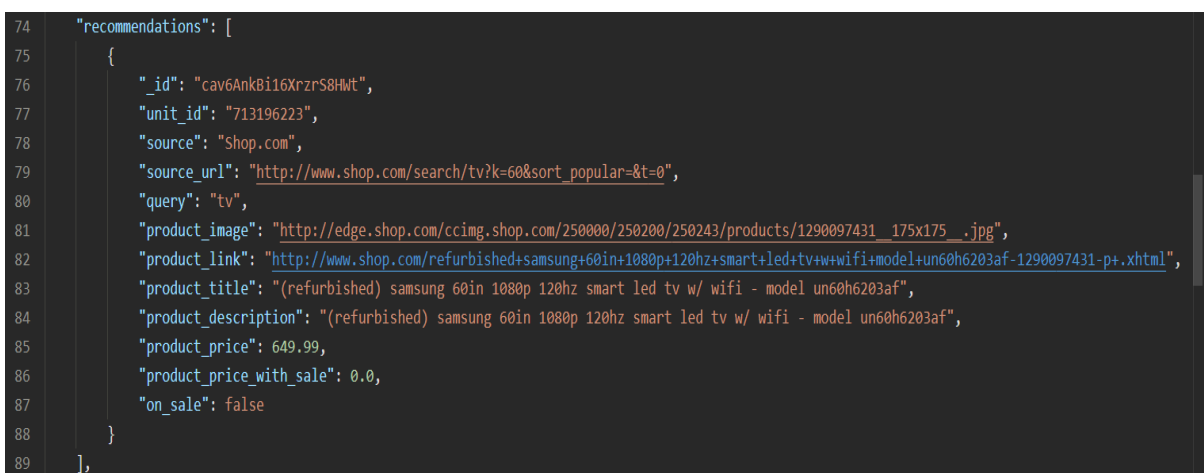 74 "recommendations": [
75 {
76 "_id": "cav6AnkBi16XrzrS8HWt",
77 "unit_id": "713196223",
78 "source": "Shop.com",
79 "source_url": "http://www.shop.com/search/tv?k=60&sort_popular=&t=0",
80 "query": "tv",
81 "product_image": "http://edge.shop.com/ccimg.shop.com/250000/250200/250243/products/1290097431__175x175__.jpg",
82 "product_link": "http://www.shop.com/refurbished+samsung+60in+1080p+120hz+smart+led+tv+w+wifi+model+un60h6203af-1290097431-p+.xhtml",
83 "product_title": "(refurbished) samsung 60in 1080p 120hz smart led tv w/ wifi - model un60h6203af",
84 "product_description": "(refurbished) samsung 60in 1080p 120hz smart led tv w/ wifi - model un60h6203af",
85 "product_price": 649.99,
86 "product_price_with_sale": 0.0,
87 "on_sale": false
88 }
89 ],